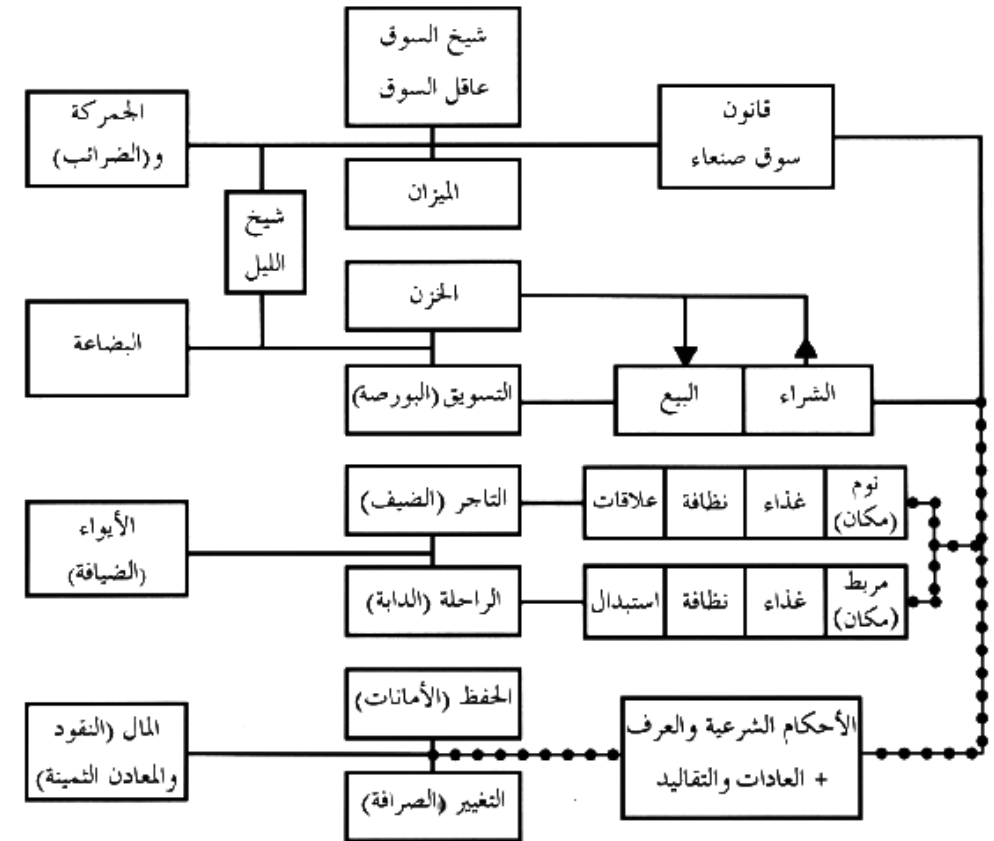 شيخ السوق
عاقل السوق
قانون
سوق صنعاء
الجمركة
و(الضرائب)
الميزان
شيخ
الليل
الخزن
البضاعة
الشراء
البيع
التسويق (البورصة)
نوم
(مكان)
غذاء
نظافة
علاقات
التاجر (الضيف)
الأيواء
(الضيافة)
مربط
(مكان)
غذاء
نظافة
استبدال
الراحلة (الدابة)
الحفظ (الأمانات)
الأحكام الشرعية والعرف
+ العادات والتقاليد
المال (النقود
والمعادن الثمينة)
التغيير (الصرافة)